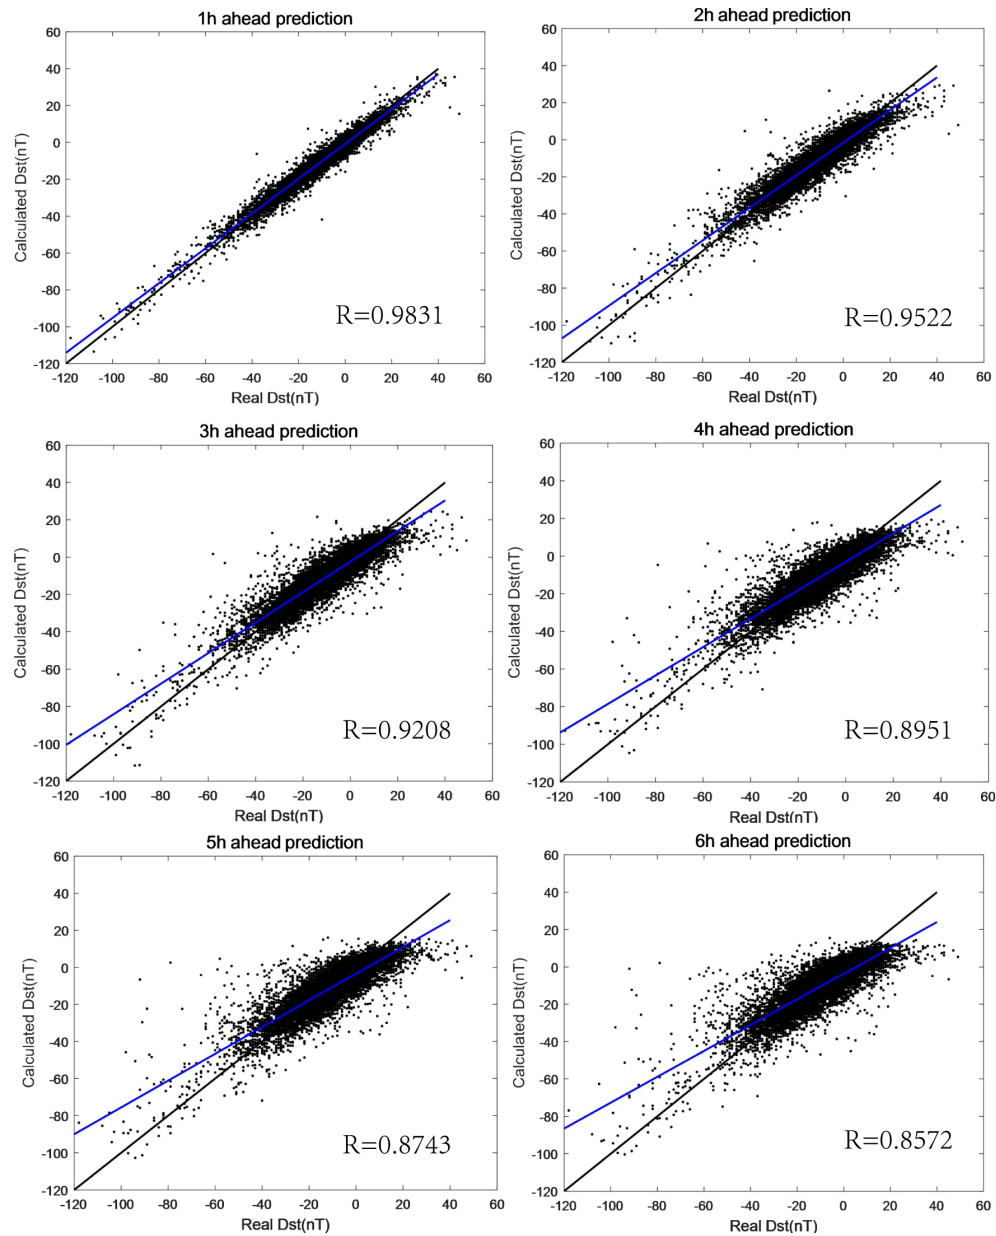 1h ahead prediction
60
40
20
0
-20
-40
-60
-80
-100
-120
Calculated Dst(nT)
R=0.9831
-120 -100 -80 -60 -40 -20 0 20 40 60
Real Dst(nT)
2h ahead prediction
60
40
20
0
-20
-40
-60
-80
-100
-120
Calculated Dst(nT)
R=0.9522
-120 -100 -80 -60 -40 -20 0 20 40 60
Real Dst(nT)
3h ahead prediction
60
40
20
0
-20
-40
-60
-80
-100
-120
Calculated Dst(nT)
R=0.9208
-120 -100 -80 -60 -40 -20 0 20 40 60
Real Dst(nT)
4h ahead prediction
60
40
20
0
-20
-40
-60
-80
-100
-120
Calculated Dst(nT)
R=0.8951
-120 -100 -80 -60 -40 -20 0 20 40 60
Real Dst(nT)
5h ahead prediction
60
40
20
0
-20
-40
-60
-80
-100
-120
Calculated Dst(nT)
R=0.8743
-120 -100 -80 -60 -40 -20 0 20 40 60
Real Dst(nT)
6h ahead prediction
60
40
20
0
-20
-40
-60
-80
-100
-120
Calculated Dst(nT)
R=0.8572
-120 -100 -80 -60 -40 -20 0 20 40 60
Real Dst(nT)